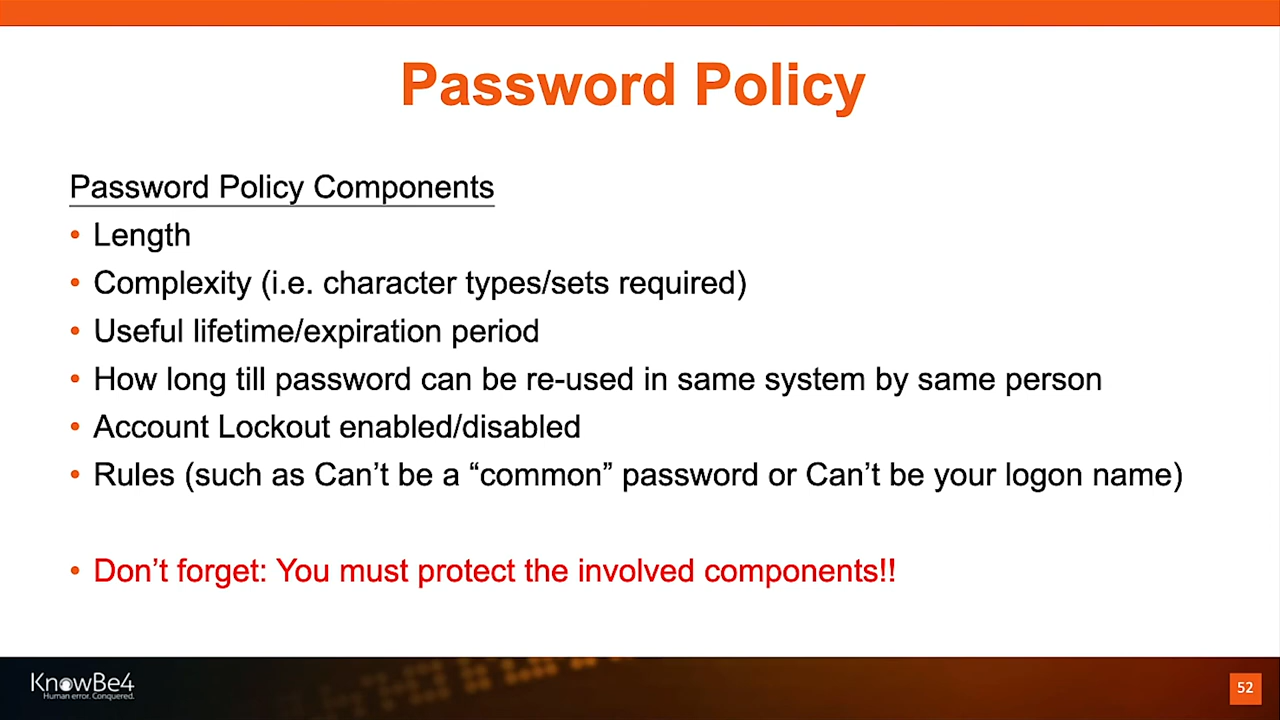 Password Policy
Password Policy Components
• Length
• Complexity (i.e. character types/sets required)
• Useful lifetime/expiration period
• How long till password can be re-used in same system by same person
• Account Lockout enabled/disabled
• Rules (such as Can’t be a “common” password or Can’t be your logon name)
• Don’t forget: You must protect the involved components!!
KnowBe4
Human error. Conquered.
52